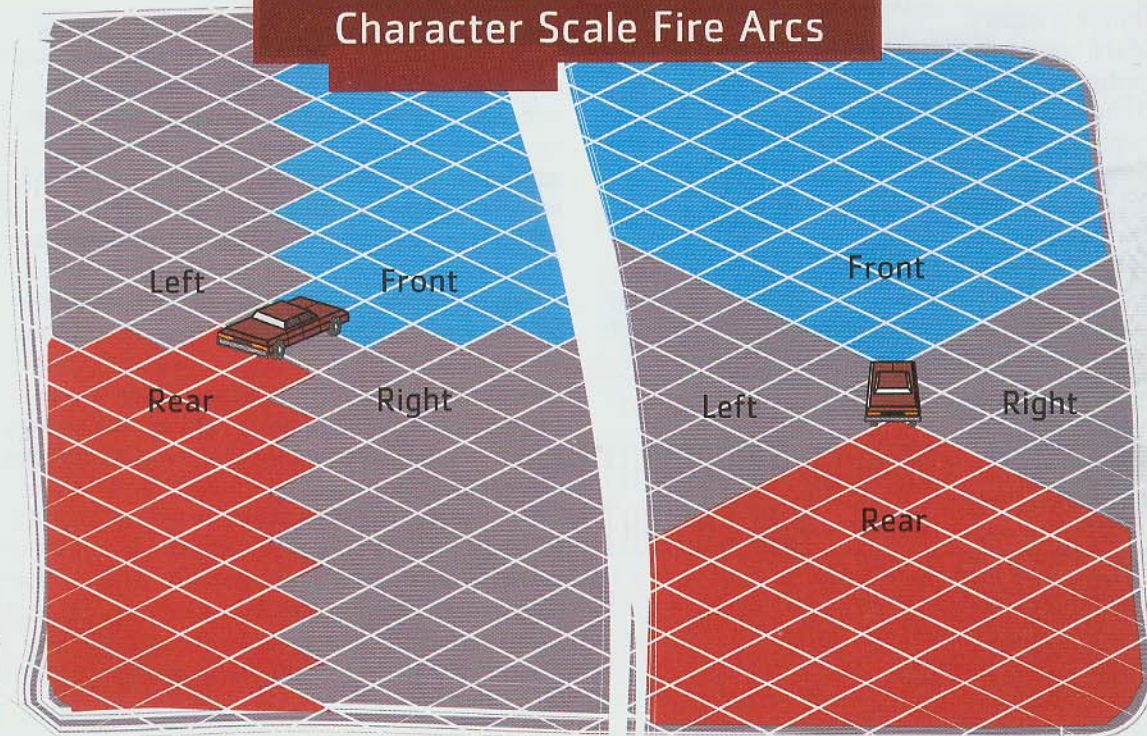 Character Scale Fire Arcs
Left
Front
Rear
Right
Front
Left
Right
Rear